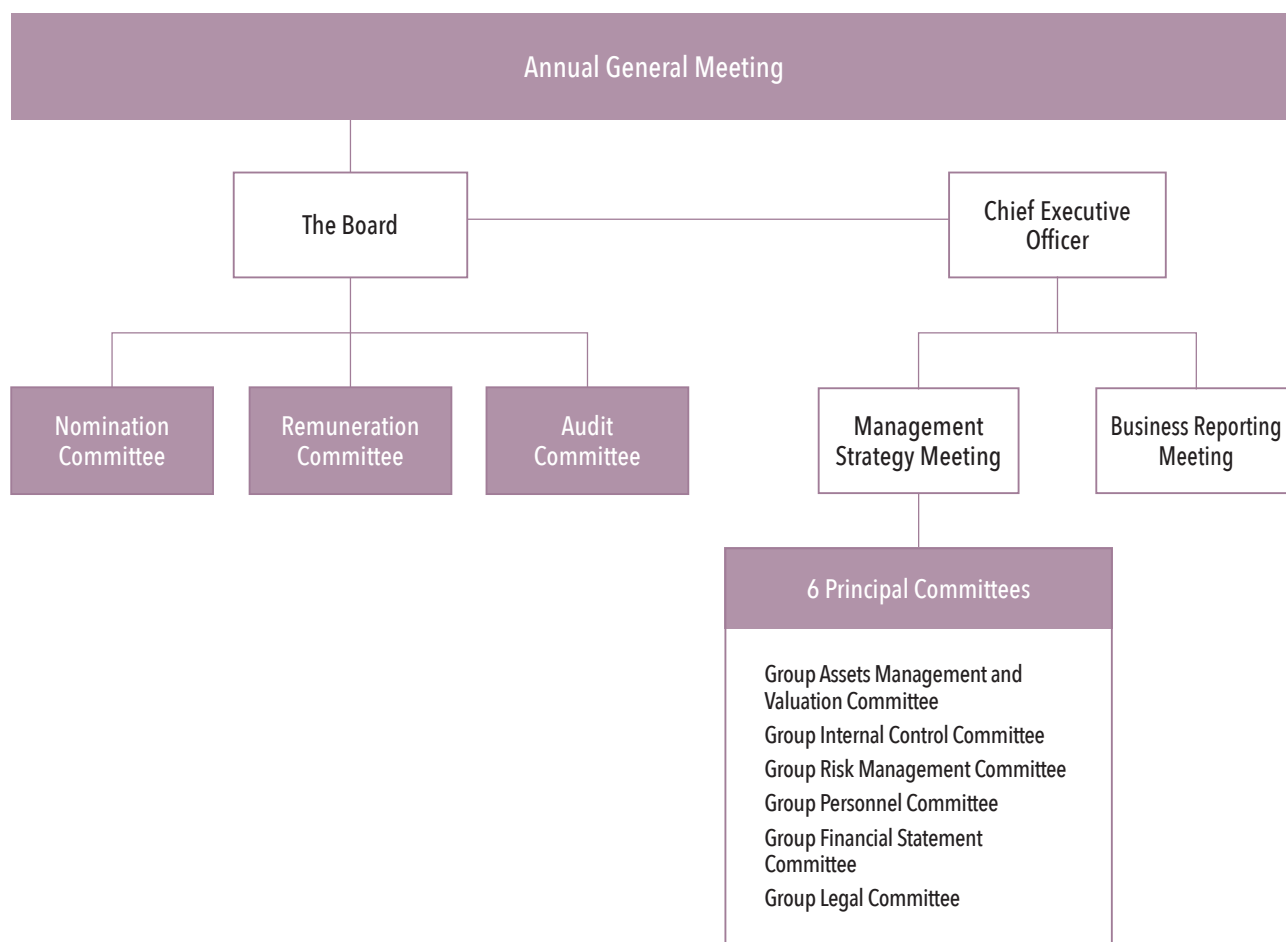 Annual General Meeting
The Board
Chief Executive
Officer
Nomination
Committee
Remuneration
Committee
Audit
Committee
Management
Strategy Meeting
Business Reporting
Meeting
6 Principal Committees
Group Assets Management and
Valuation Committee
Group Internal Control Committee
Group Risk Management Committee
Group Personnel Committee
Group Financial Statement
Committee
Group Legal Committee